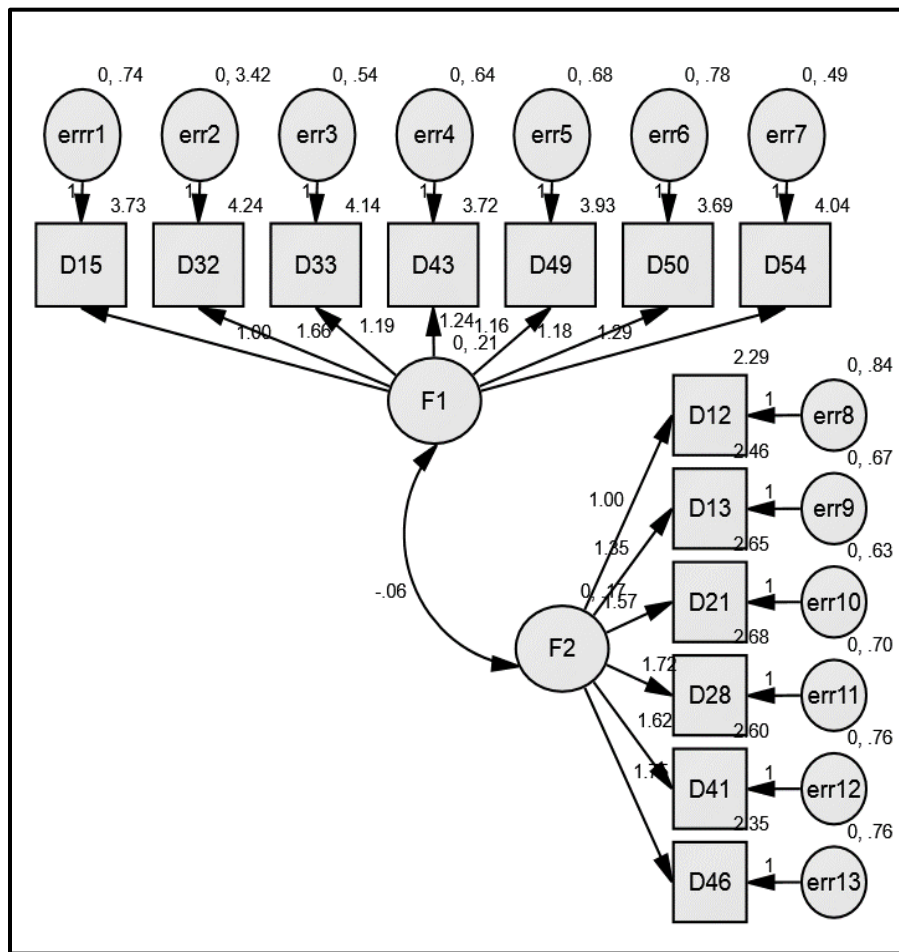 0, .74 0, 3.42 0, .54 0, .64 0, .68 0, .78 0, .49
errr1 err2 err3 err4 err5 err6 err7
1 1 1 1 1 1 1
3.73 4.24 4.14 3.72 3.93 3.69 4.04
D15 D32 D33 D43 D49 D50 D54
1.00 1.66 1.19 1.24 1.16 1.18 1.29
0, .21
F1
2.29 0, .84
D12 1 err8
2.46 0, .67
1.00
D13 1 err9
1.35 2.65 0, .63
-.06 0, .17 1.57
D21 1 err10
F2 2.68 0, .70
1.72 D28 1 err11
1.62 2.60 0, .76
1.75 D41 1 err12
2.35 0, .76
D46 1 err13